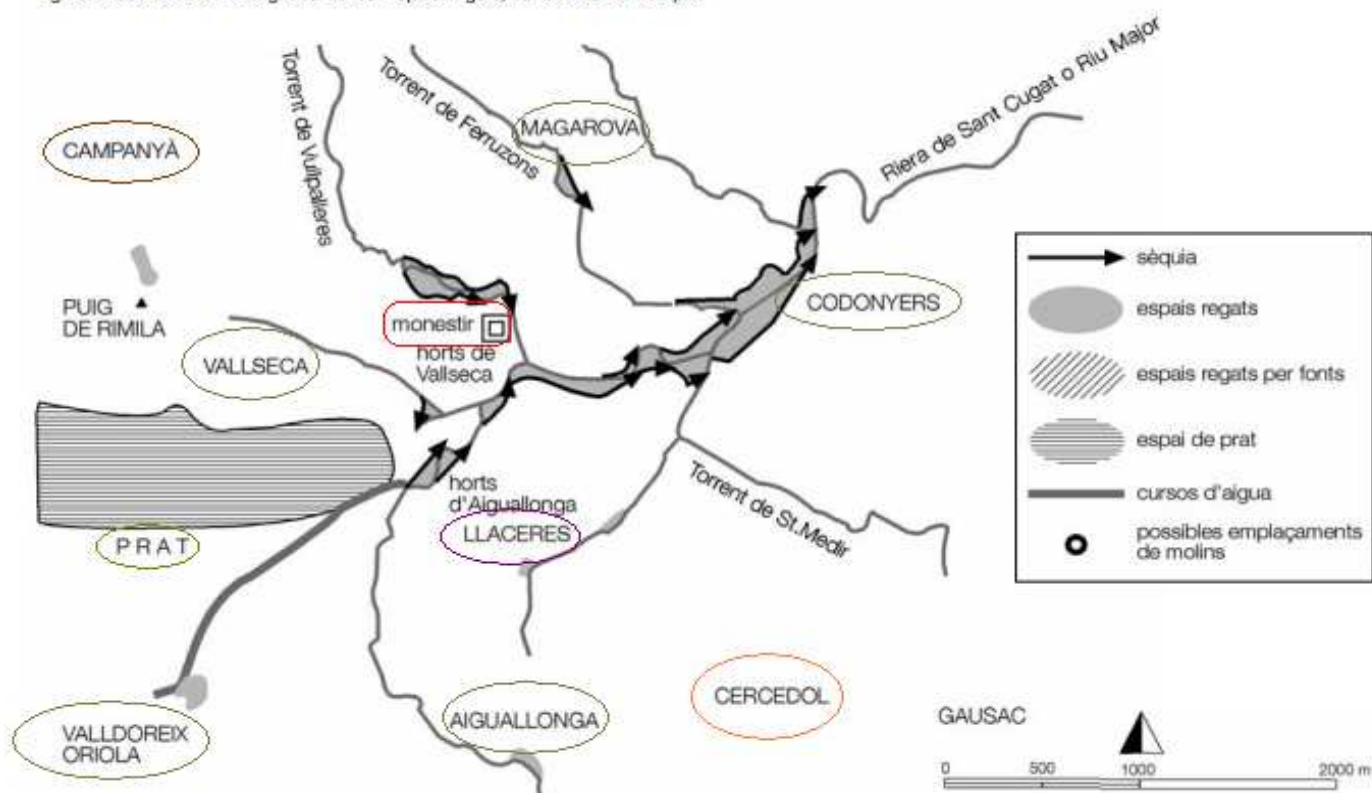 Torrent de Vullpalleres
Torrent de Ferruzons
MAGAROVA
Riera de Sant Cugat o Riu Major
CAMPANYÀ
PUIG
DE RIMILA
monestir
horts de
Vallseca
VALLSECA
CODONYERS
horts
d'Aiguallonga
LLACERES
Torrent de St.Medir
PRAT
VALLDOREIX
ORIOLA
AIGUALLONGA
CERCEDOL
GAUSAC
0 500 1000 2000 m
sèquia
espais regats
espais regats per fonts
espai de prat
cursos d'aigua
possibles emplaçaments
de molins